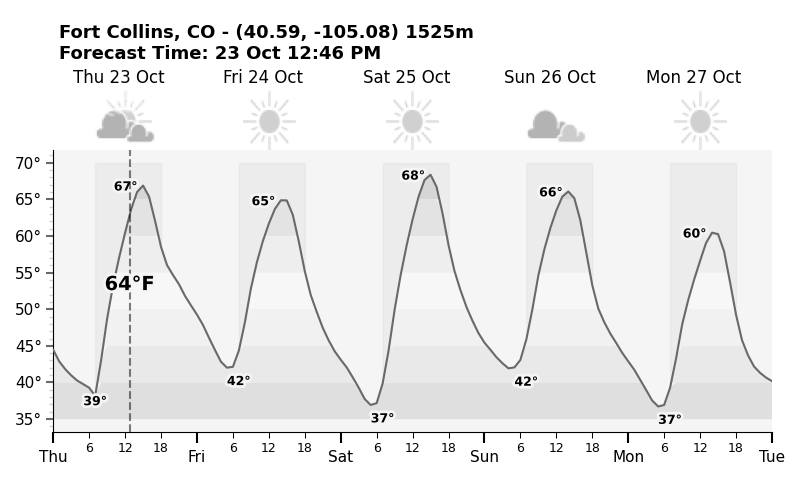 Fort Collins, CO - (40.59, -105.08) 1525m
Forecast Time: 23 Oct 12:46 PM
Thu 23 Oct Fri 24 Oct Sat 25 Oct Sun 26 Oct Mon 27 Oct
70°
67° 65° 68° 66° 60°
65°
60°
55°
64°F
50°
45°
40°
39° 42° 37° 42° 37°
35°
6 12 18 6 12 18 6 12 18 6 12 18 6 12 18
Thu Fri Sat Sun Mon Tue